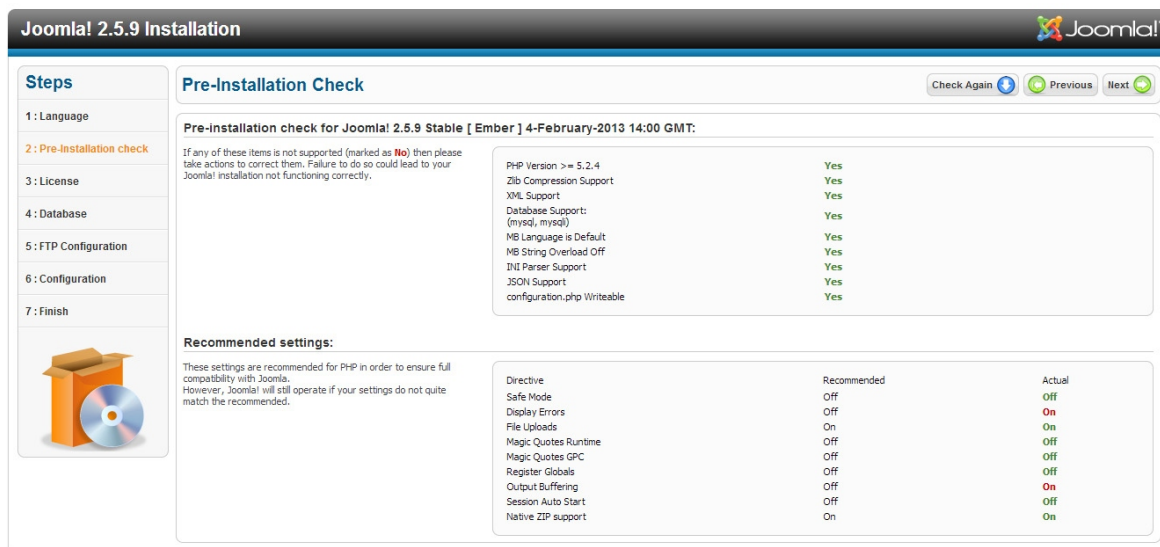 Joomla! 2.5.9 Installation
Joomla!
Steps
1 : Language
2 : Pre-Installation check
3 : License
4 : Database
5 : FTP Configuration
6 : Configuration
7 : Finish
Pre-Installation Check
Check Again
Previous
Next
Pre-installation check for Joomla! 2.5.9 Stable [ Ember ] 4-February-2013 14:00 GMT:
If any of these items is not supported (marked as No) then please
take actions to correct them. Failure to do so could lead to your
Joomla! installation not functioning correctly.
PHP Version >= 5.2.4 Yes
Zlib Compression Support Yes
XML Support Yes
Database Support:
(mysql, mysqli) Yes
MB Language is Default Yes
MB String Overload Off Yes
INI Parser Support Yes
JSON Support Yes
configuration.php Writeable Yes
Recommended settings:
These settings are recommended for PHP in order to ensure full
compatibility with Joomla.
However, Joomla! will still operate if your settings do not quite
match the recommended.
Directive Recommended Actual
Safe Mode Off Off
Display Errors Off On
File Uploads On On
Magic Quotes Runtime Off Off
Magic Quotes GPC Off Off
Register Globals Off Off
Output Buffering Off On
Session Auto Start Off Off
Native ZIP support On On